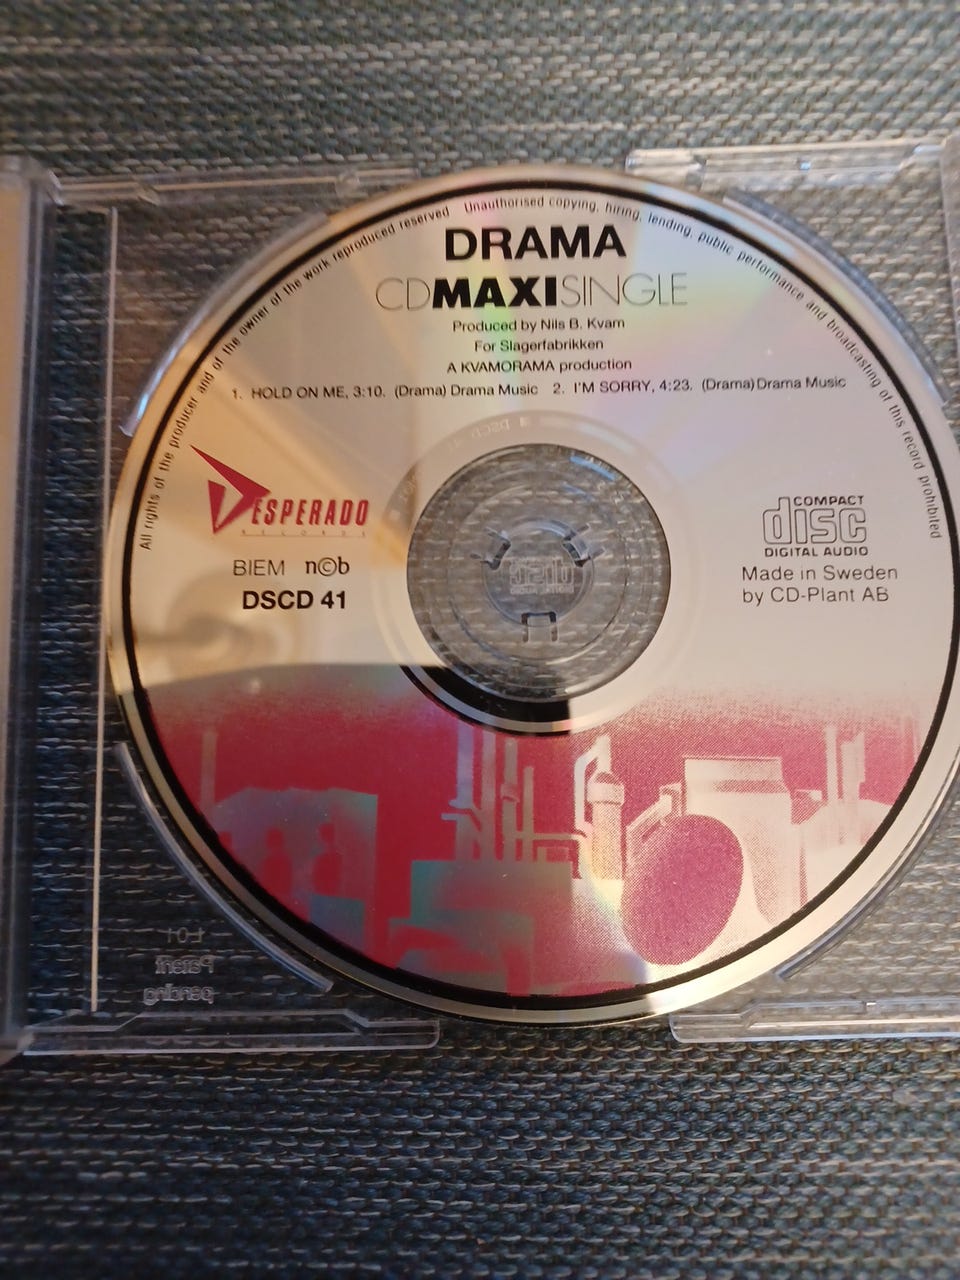 All rights of the producer and of the owner of the work reproduced reserved Unauthorised copying, hiring, lending, public performance and broadcasting of this record prohibited
DRAMA
CDMAXISINGLE
Produced by Nils B. Kvam
For Slagerfabrikken
A KVAMORAMA production
1. HOLD ON ME, 3:10. (Drama) Drama Music 2. I'M SORRY, 4:23. (Drama) Drama Music
DESPERADO
RECORDS
BIEM n©b
DSCD 41
COMPACT
disc
DIGITAL AUDIO
Made in Sweden
by CD-Plant AB
Patent
pending